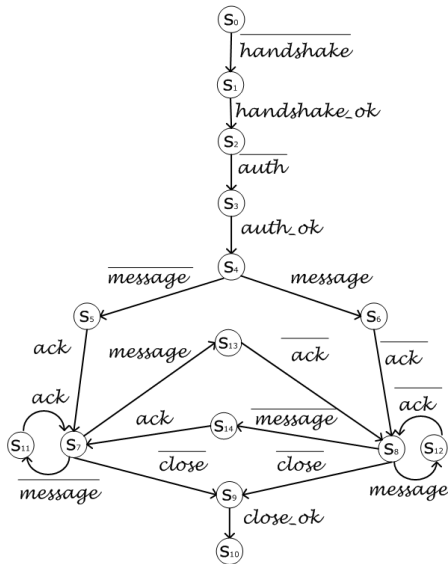 S₀
handshake
S₁
handshake_ok
S₂
auth
S₃
auth_ok
S₄
message message
S₅ S₆
S₁₃
ack message ack ack
ack ack message ack
S₁₄
S₁₁ S₇ S₈ S₁₂
message close close message
S₉
close_ok
S₁₀